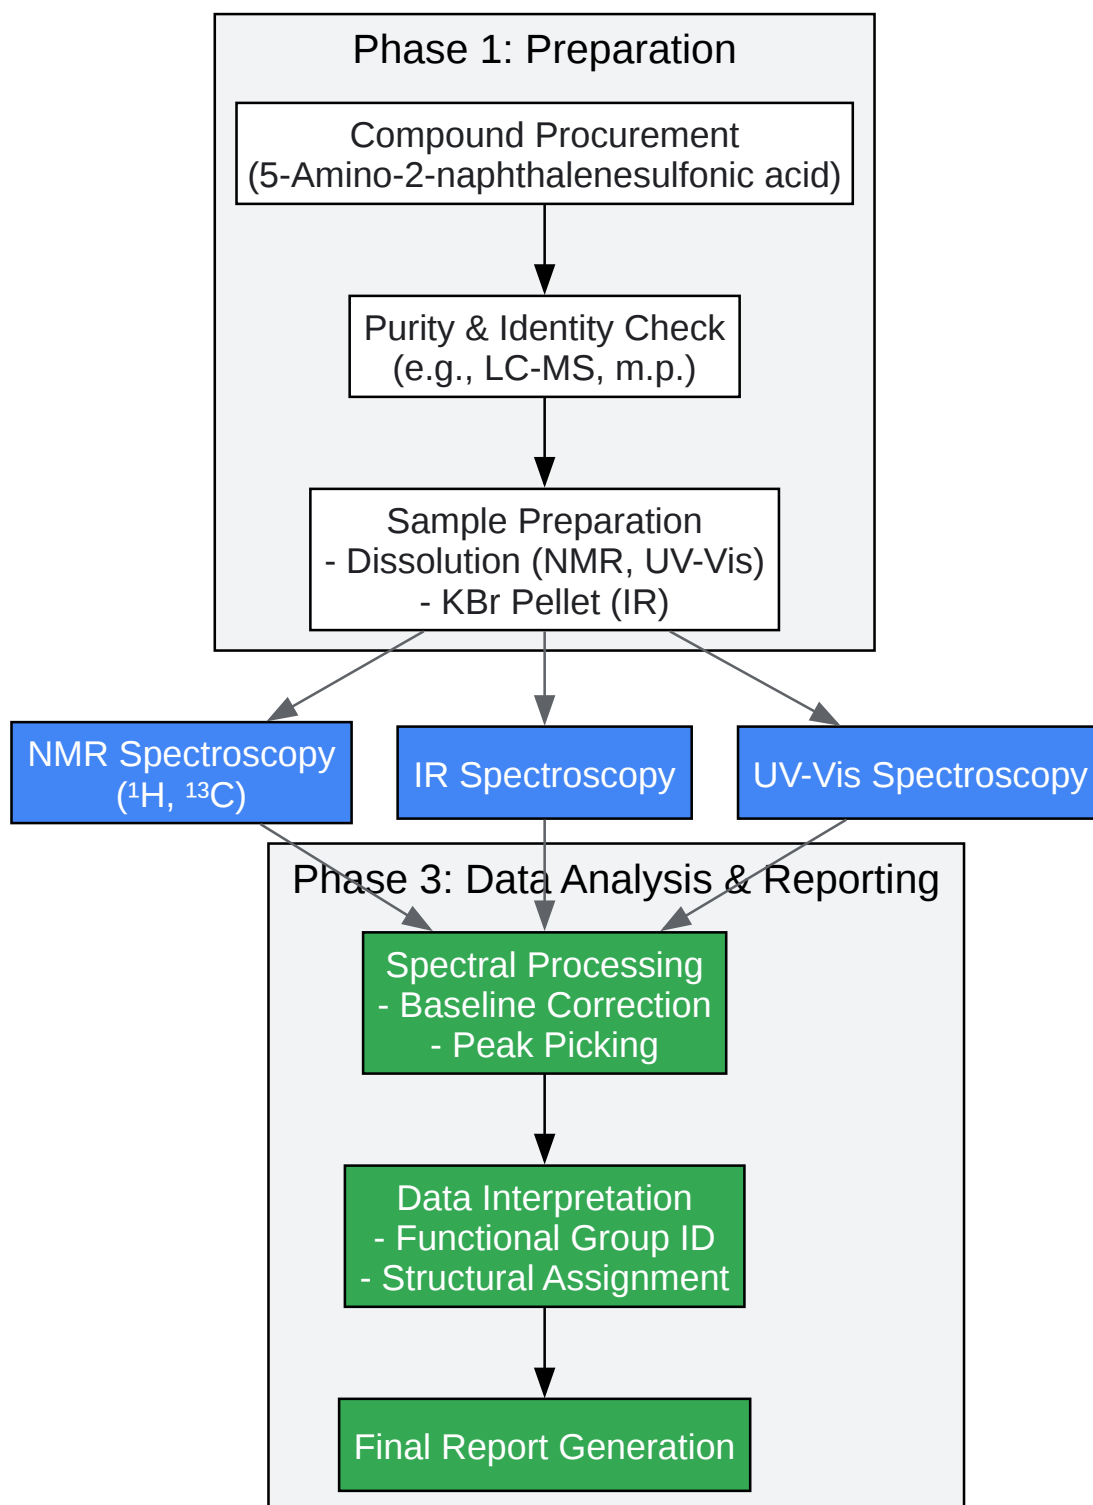 Phase 1: Preparation
Compound Procurement
(5-Amino-2-naphthalenesulfonic acid)
Purity & Identity Check
(e.g., LC-MS, m.p.)
Sample Preparation
- Dissolution (NMR, UV-Vis)
- KBr Pellet (IR)
NMR Spectroscopy
(¹H, ¹³C)
IR Spectroscopy
UV-Vis Spectroscopy
Phase 3: Data Analysis & Reporting
Spectral Processing
- Baseline Correction
- Peak Picking
Data Interpretation
- Functional Group ID
- Structural Assignment
Final Report Generation